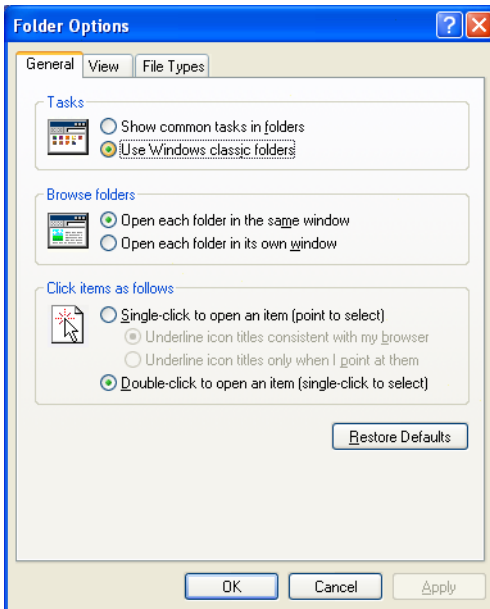 Folder Options
General View File Types
Tasks
Show common tasks in folders
Use Windows classic folders
Browse folders
Open each folder in the same window
Open each folder in its own window
Click items as follows
Single-click to open an item (point to select)
Underline icon titles consistent with my browser
Underline icon titles only when I point at them
Double-click to open an item (single-click to select)
Restore Defaults
OK Cancel Apply